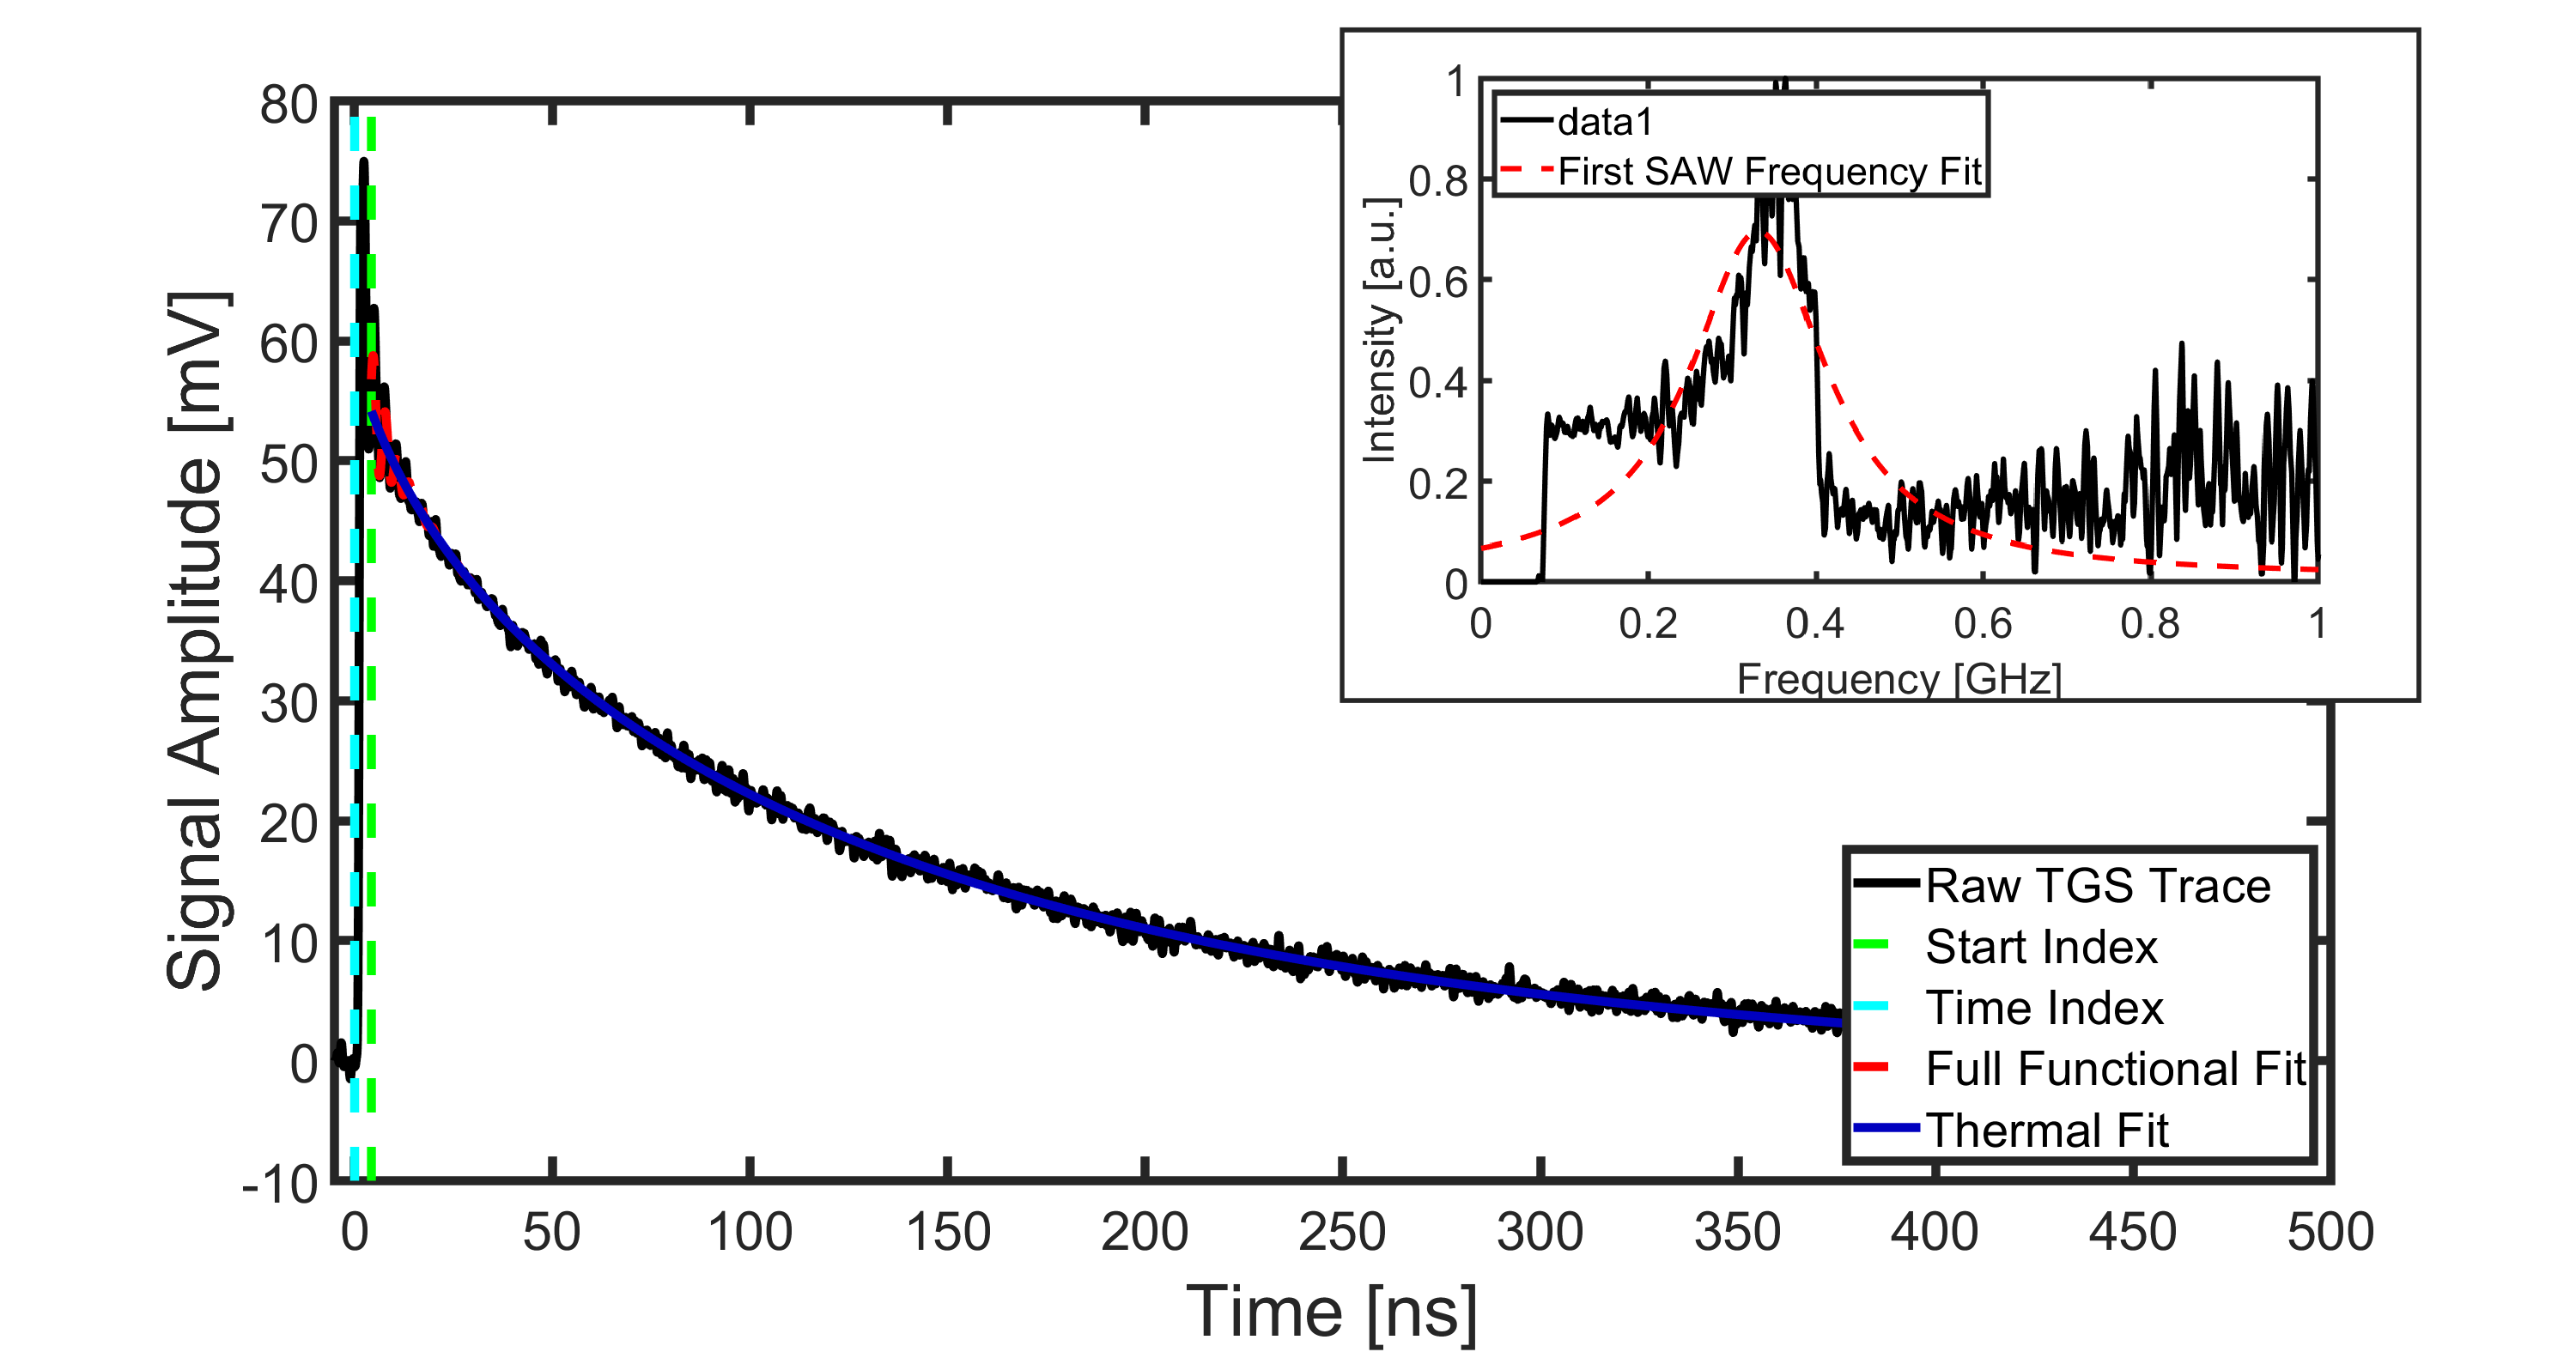 80
70
60
50
40
30
20
10
0
-10
Signal Amplitude [mV]
0 50 100 150 200 250 300 350 400 450 500
Time [ns]
Raw TGS Trace
Start Index
Time Index
Full Functional Fit
Thermal Fit
1
0.8
0.6
0.4
0.2
0
Intensity [a.u.]
data1
First SAW Frequency Fit
0 0.2 0.4 0.6 0.8 1
Frequency [GHz]